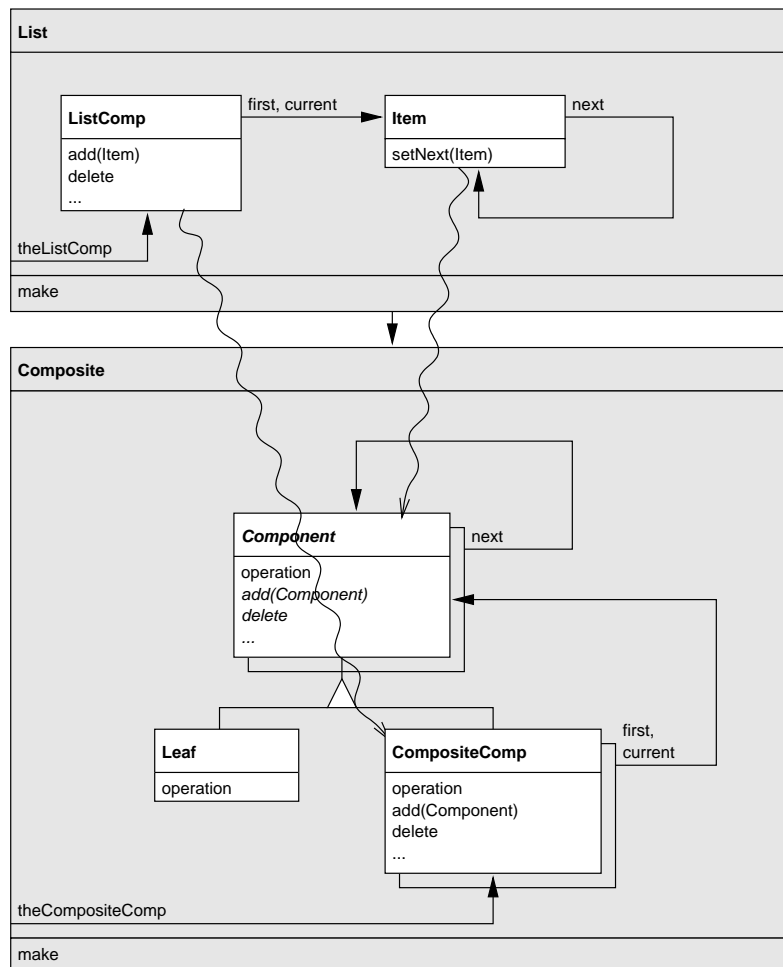 List
ListComp
first, current
Item
next
add(Item)
delete
...
setNext(Item)
theListComp
make
Composite
Component
next
operation
add(Component)
delete
...
Leaf
operation
CompositeComp
first,
current
operation
add(Component)
delete
...
theCompositeComp
make